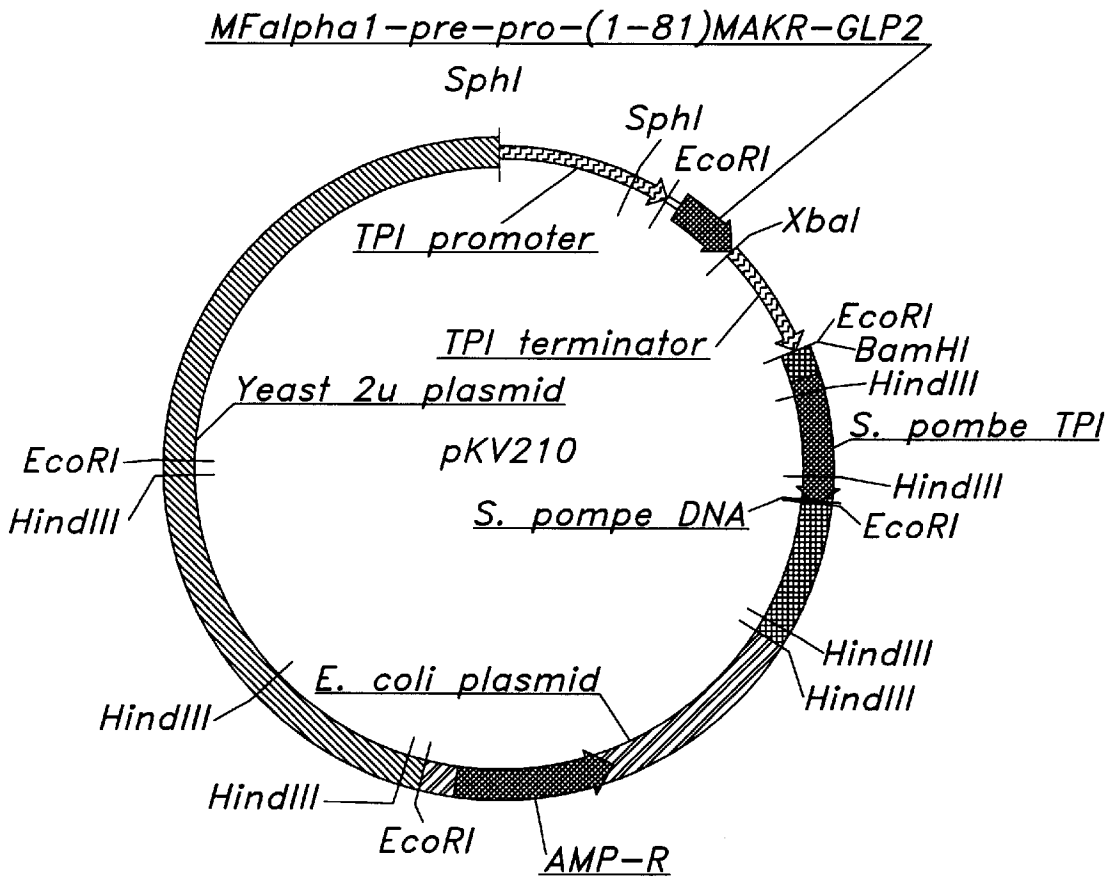 MFalpha1-pre-pro-(1-81)MAKR-GLP2
SphI
SphI
EcoRI
XbaI
TPI promoter
EcoRI
BamHI
TPI terminator
HindIII
Yeast 2u plasmid
S. pombe TPI
pKV210
EcoRI
HindIII
HindIII
S. pompe DNA
EcoRI
HindIII
E. coli plasmid
HindIII
HindIII
HindIII
EcoRI
AMP-R